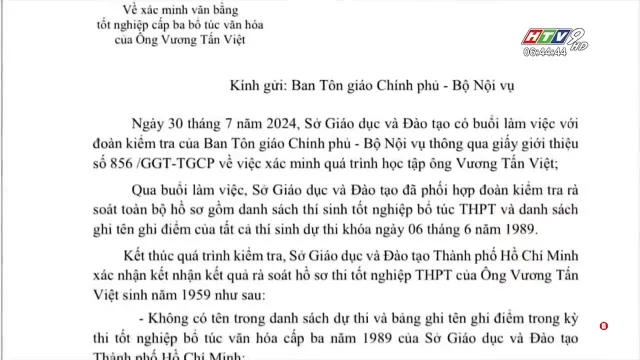 Về xác minh văn bằng
tốt nghiệp cấp ba bổ túc văn hóa
của Ông Vương Tấn Việt
HTV9 HD
06:44:44
Kính gửi: Ban Tôn giáo Chính phủ - Bộ Nội vụ
Ngày 30 tháng 7 năm 2024, Sở Giáo dục và Đào tạo có buổi làm việc với
đoàn kiểm tra của Ban Tôn giáo Chính phủ - Bộ Nội vụ thông qua giấy giới thiệu
số 856 /GGT-TGCP về việc xác minh quá trình học tập ông Vương Tấn Việt;
Qua buổi làm việc, Sở Giáo dục và Đào tạo đã phối hợp đoàn kiểm tra rà
soát toàn bộ hồ sơ gồm danh sách thí sinh tốt nghiệp bổ túc THPT và danh sách
ghi tên ghi điểm của tất cả thí sinh dự thi khóa ngày 06 tháng 6 năm 1989.
Kết thúc quá trình kiểm tra, Sở Giáo dục và Đào tạo Thành phố Hồ Chí Minh
xác nhận kết nhận kết quả rà soát hồ sơ thi tốt nghiệp THPT của Ông Vương Tấn
Việt sinh năm 1959 như sau:
- Không có tên trong danh sách dự thi và bảng ghi tên ghi điểm trong kỳ
thi tốt nghiệp bổ túc văn hóa cấp ba năm 1989 của Sở Giáo dục và Đào tạo
Thành phố Hồ Chí Minh;